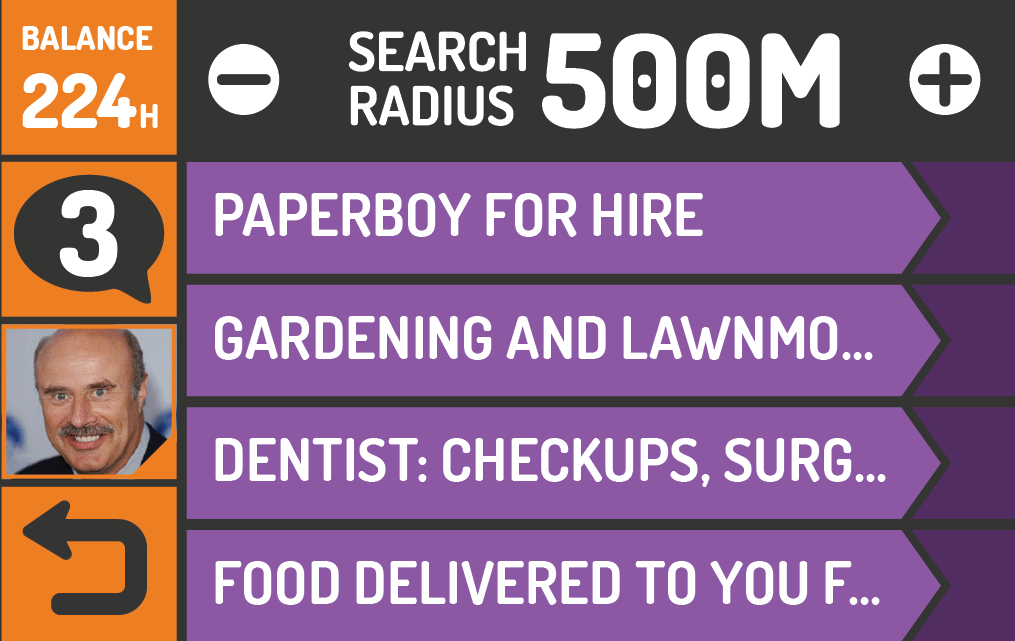 BALANCE
224H
SEARCH
RADIUS
500M
3
PAPERBOY FOR HIRE
GARDENING AND LAWNMO...
DENTIST: CHECKUPS, SURG...
FOOD DELIVERED TO YOU F...